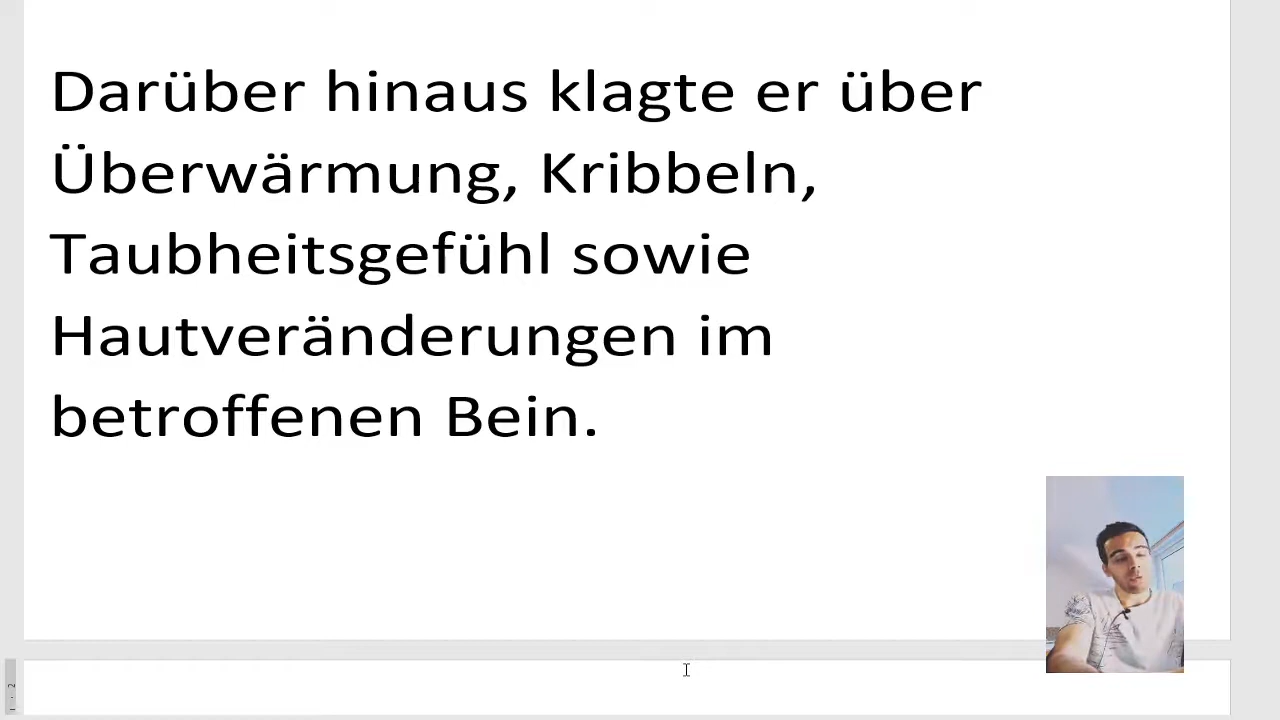 Darüber hinaus klagte er über
Überwärmung, Kribbeln,
Taubheitsgefühl sowie
Hautveränderungen im
betroffenen Bein.